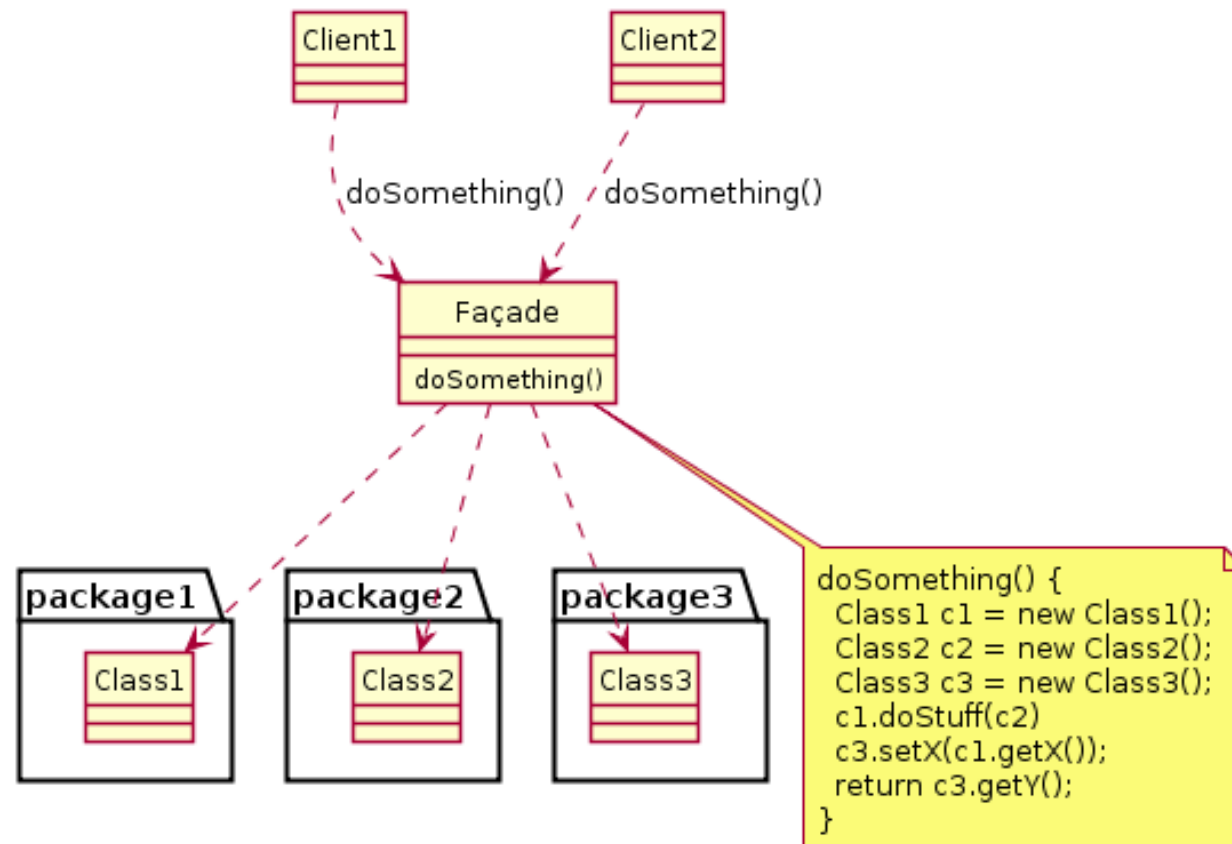 Client1
Client2
doSomething()
doSomething()
Façade
doSomething()
package1
package2
package3
Class1
Class2
Class3
doSomething() {
Class1 c1 = new Class1();
Class2 c2 = new Class2();
Class3 c3 = new Class3();
c1.doStuff(c2)
c3.setX(c1.getX());
return c3.getY();
}